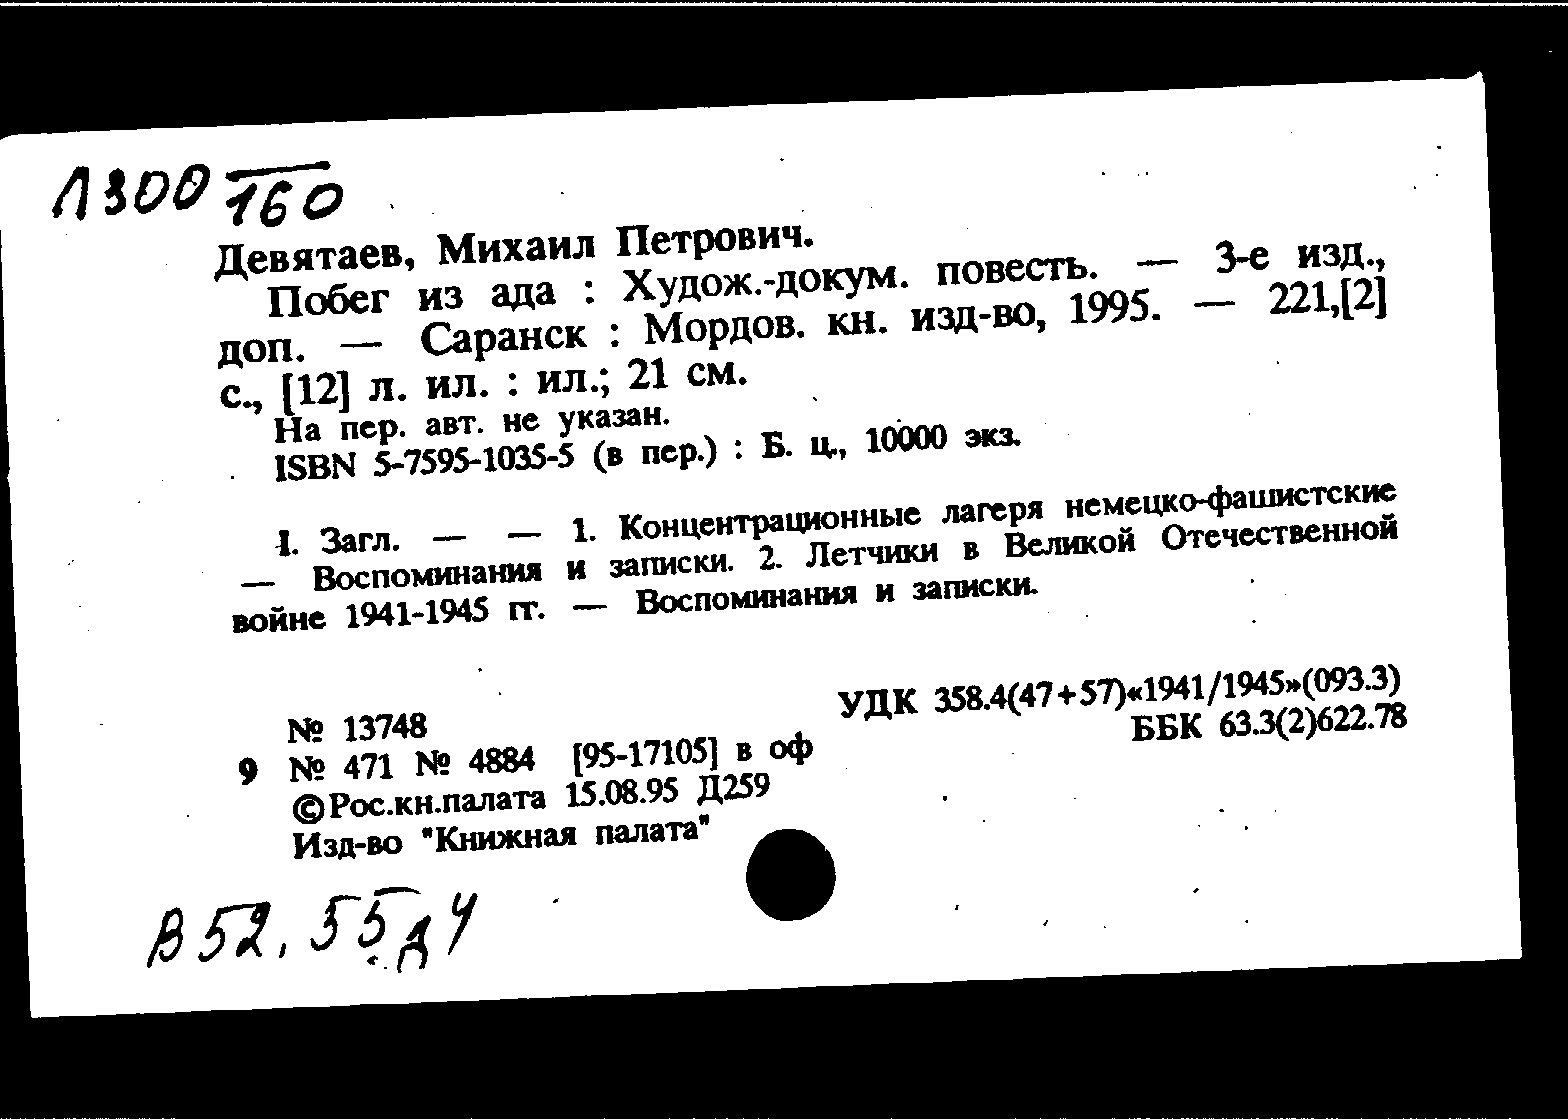 Л300 160
Девятаев, Михаил Петрович.
Побег из ада : Худож.-докум. повесть. — 3-е изд.,
доп. — Саранск : Мордов. кн. изд-во, 1995. — 221,[2]
с., [12] л. ил. : ил.; 21 см.
На пер. авт. не указан.
ISBN 5-7595-1035-5 (в пер.) : Б. ц., 10000 экз.
I. Загл. — — 1. Концентрационные лагеря немецко-фашистские
— Воспоминания и записки. 2. Летчики в Великой Отечественной
войне 1941-1945 гг. — Воспоминания и записки.
УДК 358.4(47+57)«1941/1945»(093.3)
ББК 63.3(2)622.78
№ 13748
9 № 471 № 4884 [95-17105] в оф
©Рос.кн.палата 15.08.95 Д259
Изд-во "Книжная палата"
В52.55д4